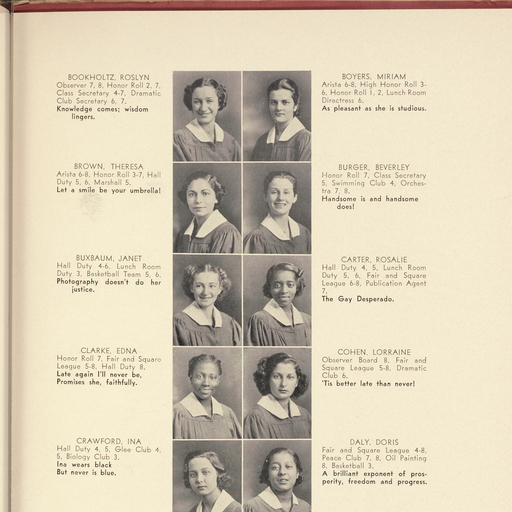 BOOKHOLTZ, ROSLYN
Observer 7, 8, Honor Roll 2, 7,
Class Secretary 4-7, Dramatic
Club Secretary 6, 7.
Knowledge comes; wisdom
lingers.
BOYERS, MIRIAM
Arista 6-8, High Honor Roll 3-
6, Honor Roll 1, 2, Lunch Room
Directress 6.
As pleasant as she is studious.
BROWN, THERESA
Arista 6-8, Honor Roll 3-7, Hall
Duty 5, 6, Marshall 5.
Let a smile be your umbrella!
BURGER, BEVERLEY
Honor Roll 7, Class Secretary
5, Swimming Club 4, Orches-
tra 7, 8.
Handsome is and handsome
does!
BUXBAUM, JANET
Hall Duty 4-6, Lunch Room
Duty 3, Basketball Team 5, 6,
Photography doesn't do her
justice.
CARTER, ROSALIE
Hall Duty 4, 5, Lunch Room
Duty 5, 6, Fair and Square
League 6-8, Publication Agent
7.
The Gay Desperado.
CLARKE, EDNA
Honor Roll 7, Fair and Square
League 5-8, Hall Duty 8.
Late again I'll never be,
Promises she, faithfully.
COHEN, LORRAINE
Observer Board 8, Fair and
Square League 5-8, Dramatic
Club 6.
'Tis better late than never!
CRAWFORD, INA
Hall Duty 4, 5, Glee Club 4,
5, Biology Club 3.
Ina wears black
But never is blue.
DALY, DORIS
Fair and Square League 4-8,
Peace Club 7, 8, Oil Painting
8, Basketball 3.
A brilliant exponent of pros-
perity, freedom and progress.